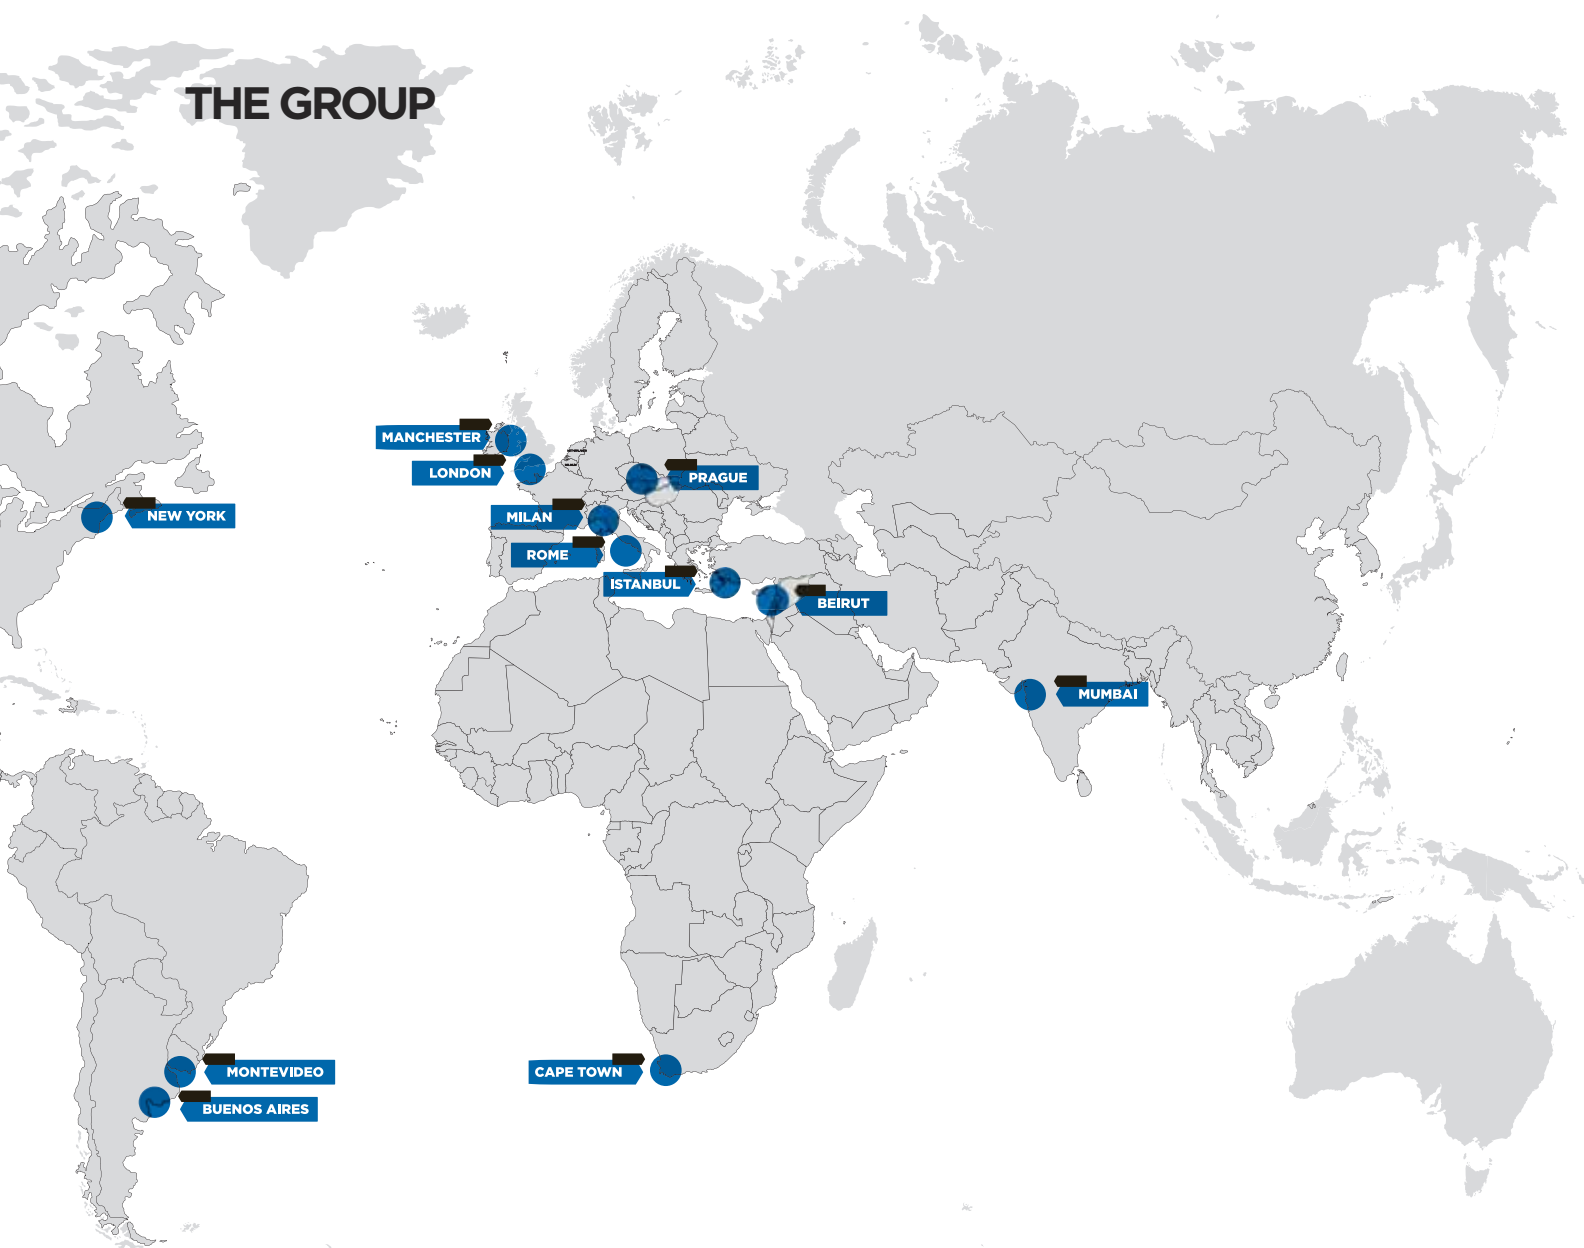 THE GROUP
MANCHESTER
LONDON
PRAGUE
NEW YORK
MILAN
ROME
ISTANBUL
BEIRUT
MUMBAI
MONTEVIDEO
CAPE TOWN
BUENOS AIRES